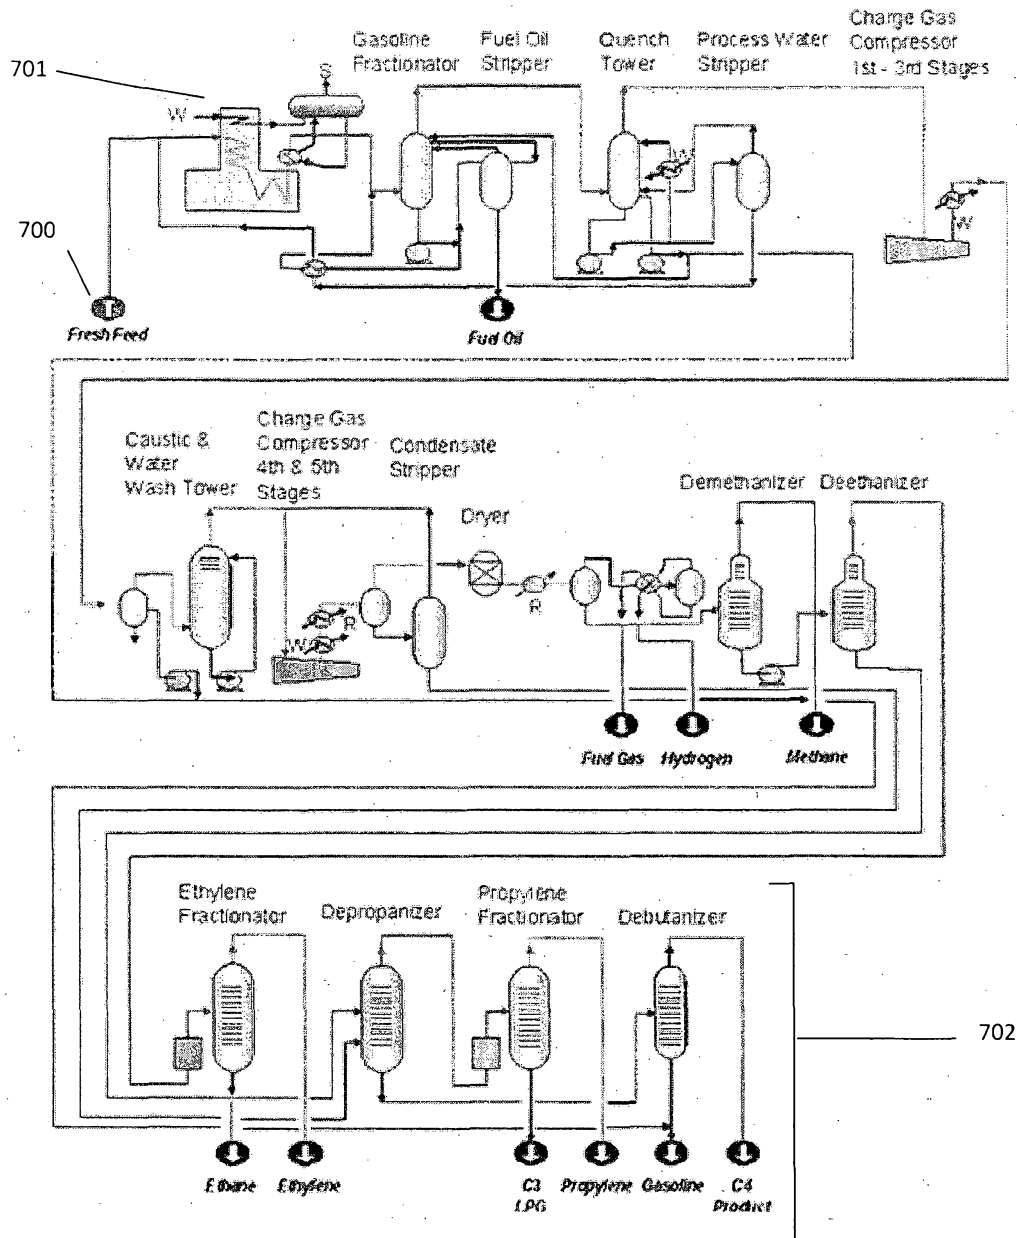 Gasoline
Fractionator
Fuel Oil
Stripper
Quench
Tower
Process Water
Stripper
Charge Gas
Compressor
1st - 3rd Stages
701
S
W
W
W
700
Fresh Feed
Fuel Oil
Caustic &
Water
Wash Tower
Charge Gas
Compressor
4th & 5th
Stages
Condensate
Stripper
Dryer
Demethanizer
Deethanizer
R
R
W
Fuel Gas
Hydrogen
Methane
Ethylene
Fractionator
Depropanizer
Propylene
Fractionator
Debutanizer
702
Ethane
Ethylene
C3
LPG
Propylene
Gasoline
C4
Product